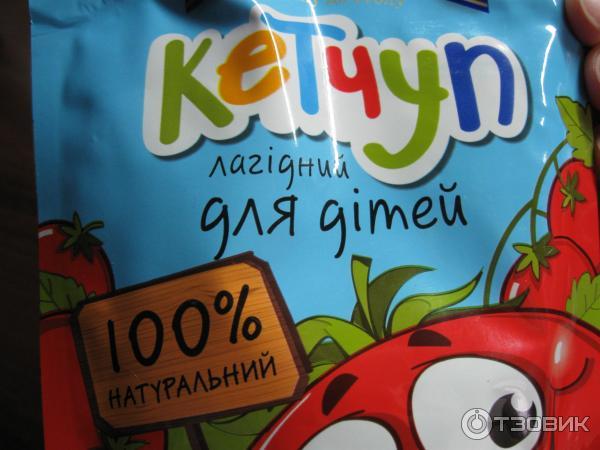 Кетчуп
лагідний
для дітей
100%
НАТУРАЛЬНИЙ
ОТЗОВИК